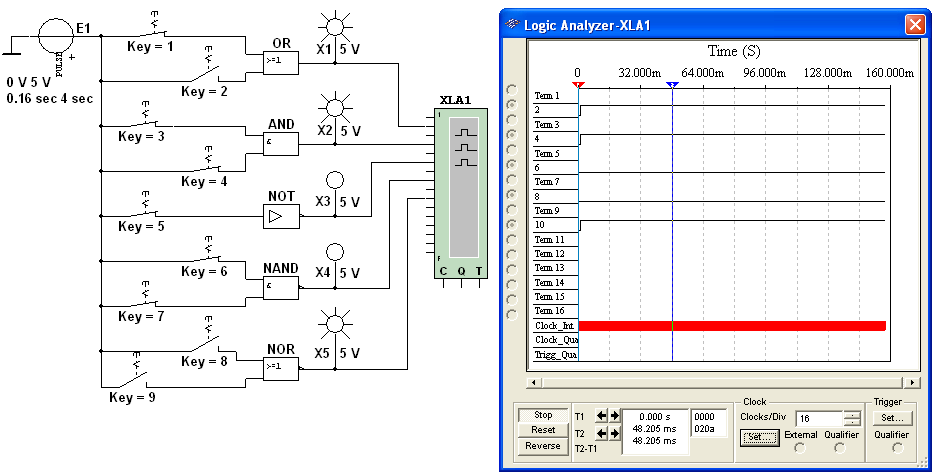 E1
PULSE
+
0 V 5 V
0.16 sec 4 sec
Key = 1
Key = 2
OR
>=1
X1 5 V
Key = 3
Key = 4
AND
&
X2 5 V
Key = 5
NOT
X3 5 V
Key = 6
Key = 7
NAND
&
X4 5 V
Key = 8
Key = 9
NOR
>=1
X5 5 V
XLA1
1
F
C Q T
Logic Analyzer-XLA1
Time (S)
0 32.000m 64.000m 96.000m 128.000m 160.000m
Term 1
2
Term 3
4
Term 5
6
Term 7
8
Term 9
10
Term 11
Term 12
Term 13
Term 14
Term 15
Term 16
Clock_Int
Clock_Qua
Trigg_Qua
Stop
Reset
Reverse
T1
T2
T2-T1
0.000 s
48.205 ms
48.205 ms
0000
020a
Clock
Clocks/Div 16
Set...
External
Qualifier
Trigger
Set...
Qualifier